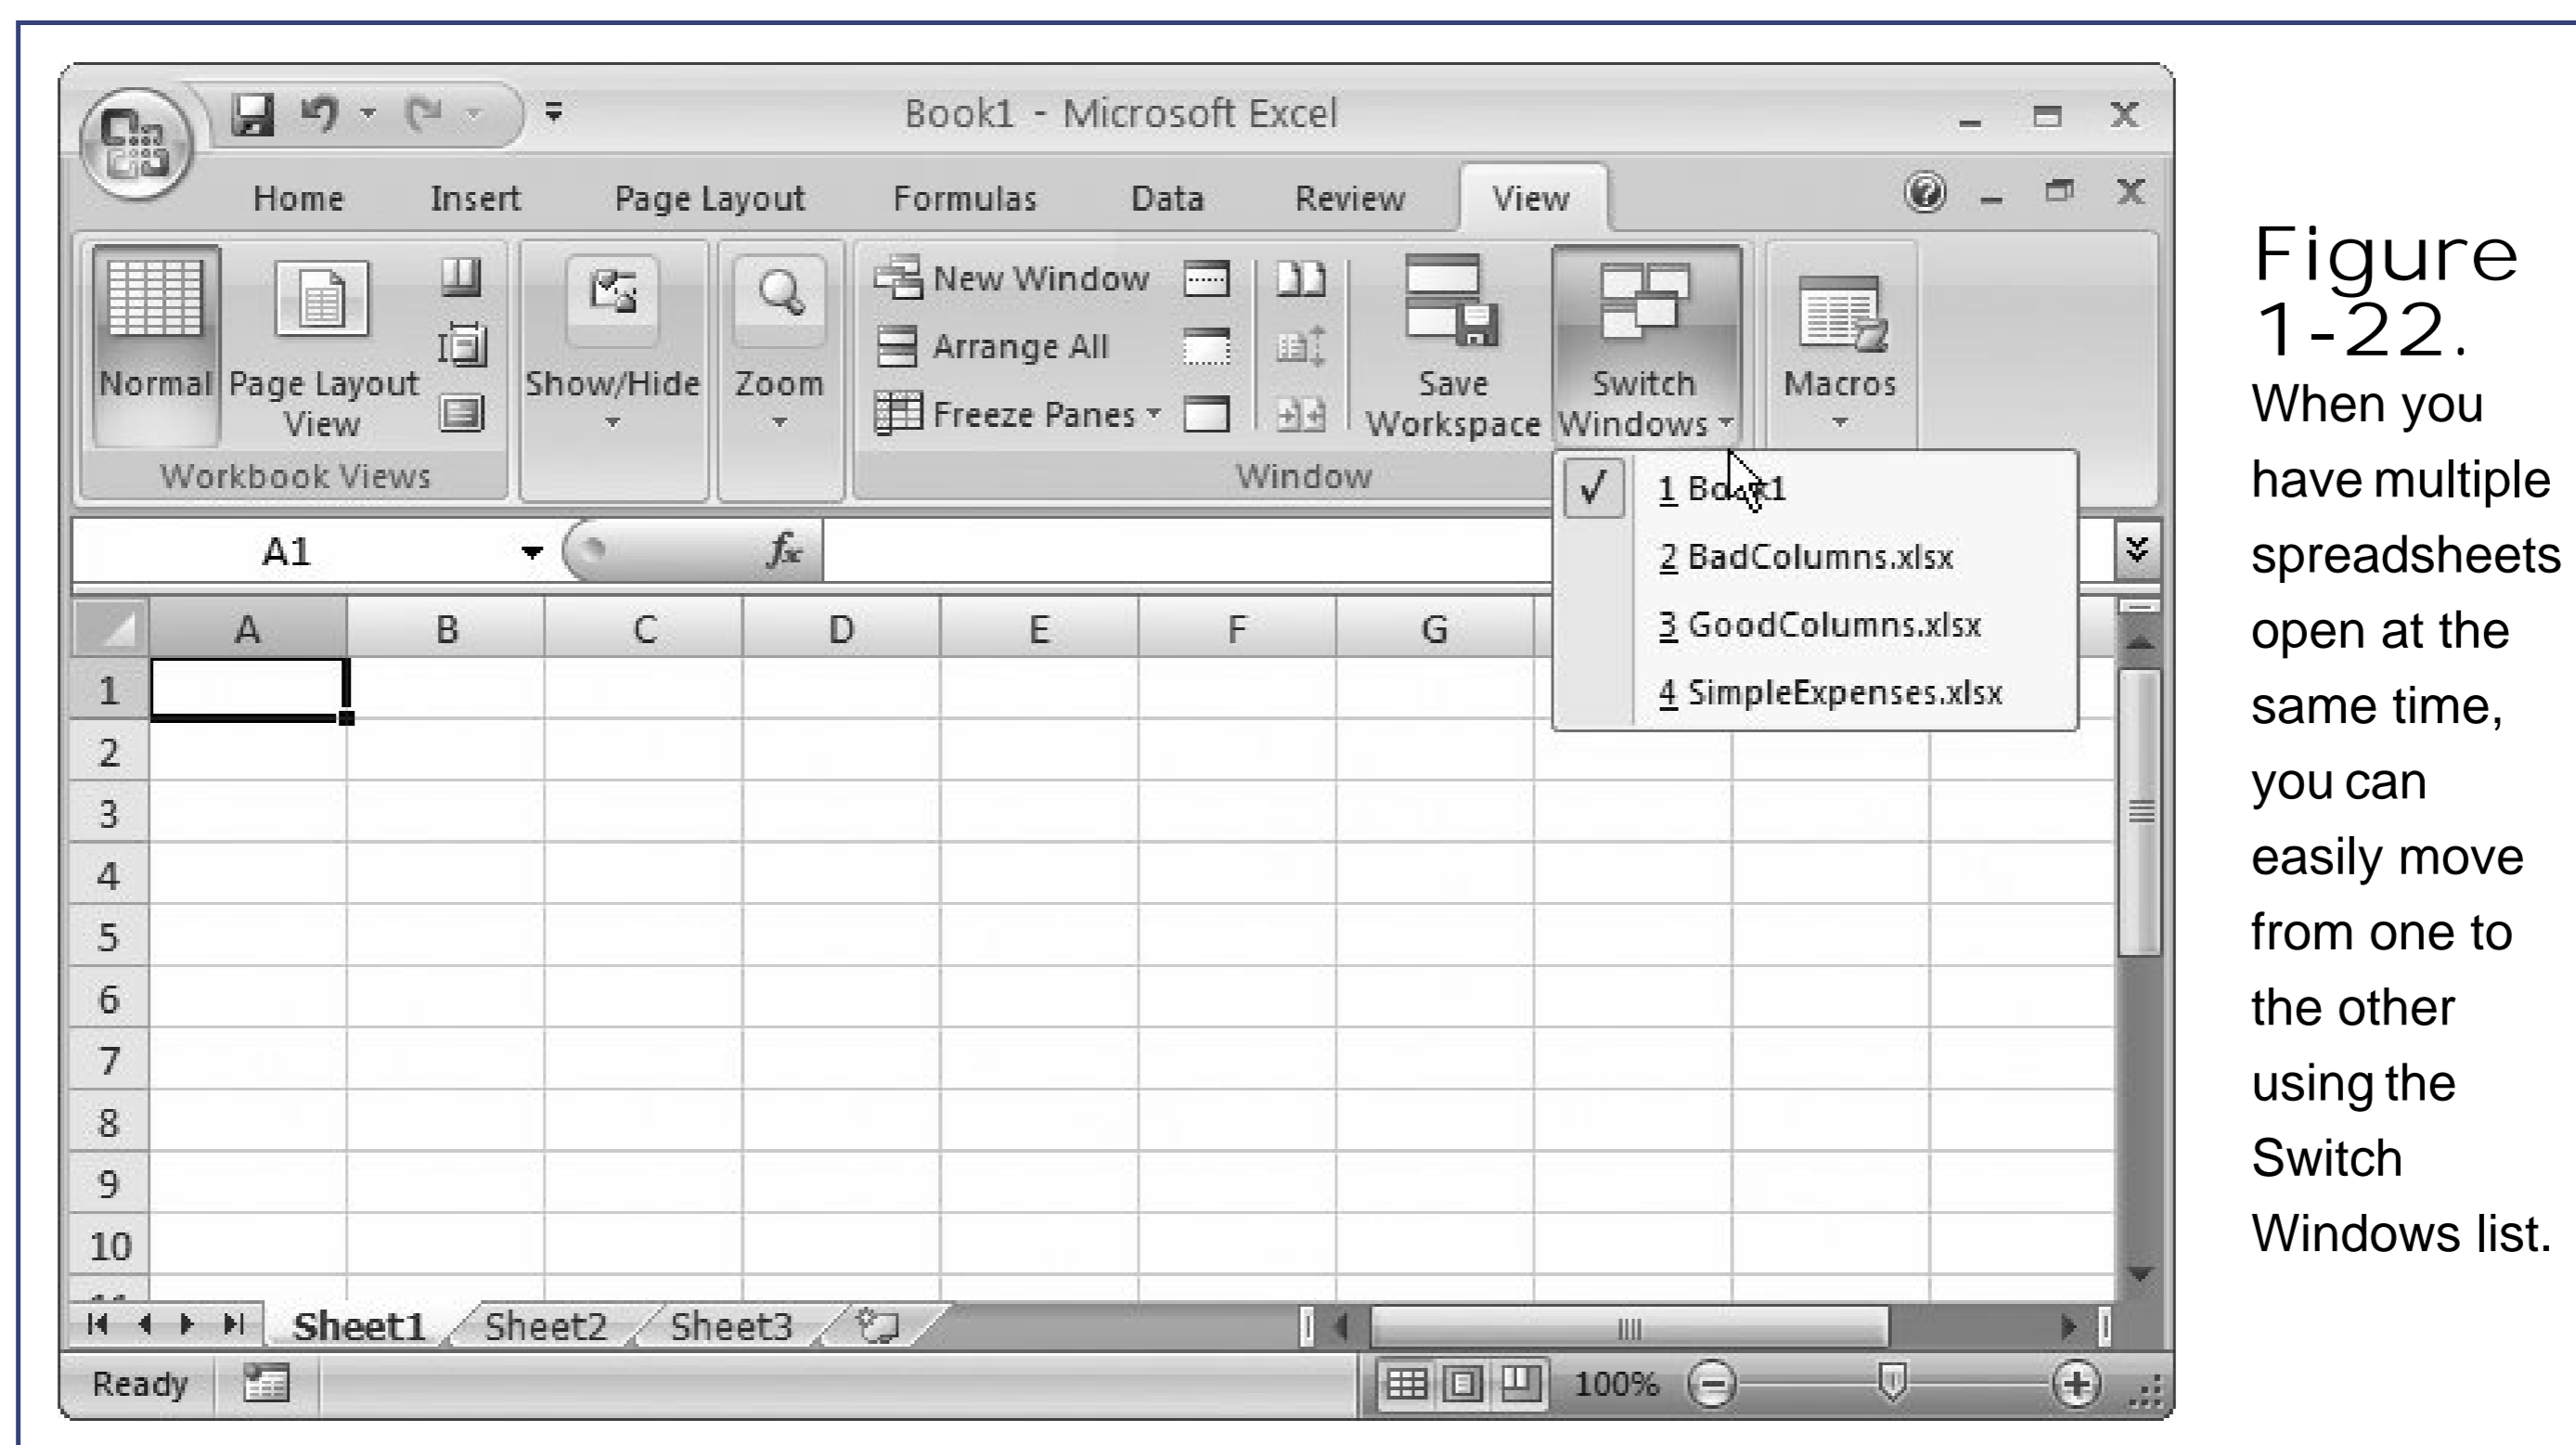 Book1 - Microsoft Excel
Home Insert Page Layout Formulas Data Review View
New Window
Arrange All
Freeze Panes
Normal Page Layout View
Show/Hide
Zoom
Save Workspace
Switch Windows
Macros
Workbook Views
Window
1 Book1
2 BadColumns.xlsx
3 GoodColumns.xlsx
4 SimpleExpenses.xlsx
A1 fx
A B C D E F G
1
2
3
4
5
6
7
8
9
10
Sheet1 Sheet2 Sheet3
Ready 100%
Figure
1-22.
When you
have multiple
spreadsheets
open at the
same time,
you can
easily move
from one to
the other
using the
Switch
Windows list.